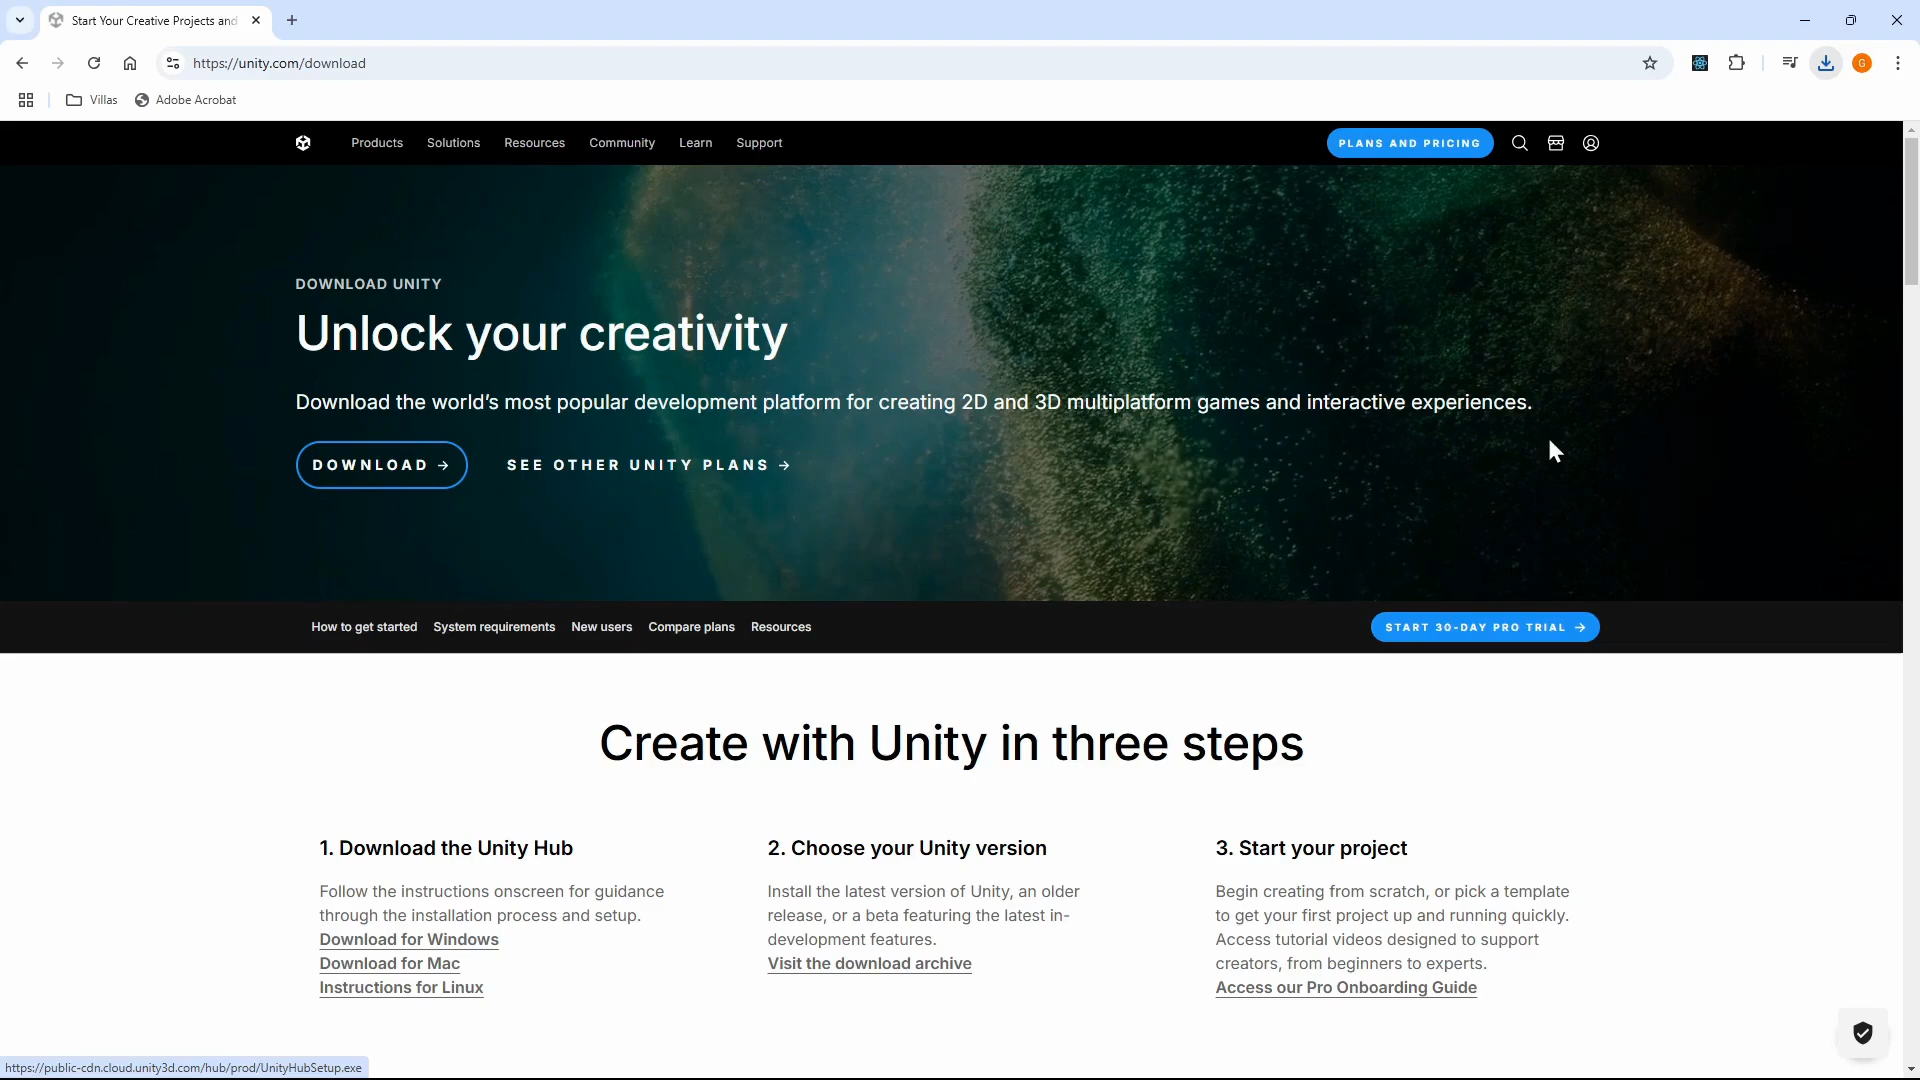 Start Your Creative Projects and
https://unity.com/download
G
Villas
Adobe Acrobat
Products
Solutions
Resources
Community
Learn
Support
PLANS AND PRICING
DOWNLOAD UNITY
Unlock your creativity
Download the world's most popular development platform for creating 2D and 3D multiplatform games and interactive experiences.
DOWNLOAD →
SEE OTHER UNITY PLANS →
How to get started
System requirements
New users
Compare plans
Resources
START 30-DAY PRO TRIAL →
Create with Unity in three steps
1. Download the Unity Hub
Follow the instructions onscreen for guidance
through the installation process and setup.
Download for Windows
Download for Mac
Instructions for Linux
2. Choose your Unity version
Install the latest version of Unity, an older
release, or a beta featuring the latest in-
development features.
Visit the download archive
3. Start your project
Begin creating from scratch, or pick a template
to get your first project up and running quickly.
Access tutorial videos designed to support
creators, from beginners to experts.
Access our Pro Onboarding Guide
https://public-cdn.cloud.unity3d.com/hub/prod/UnityHubSetup.exe